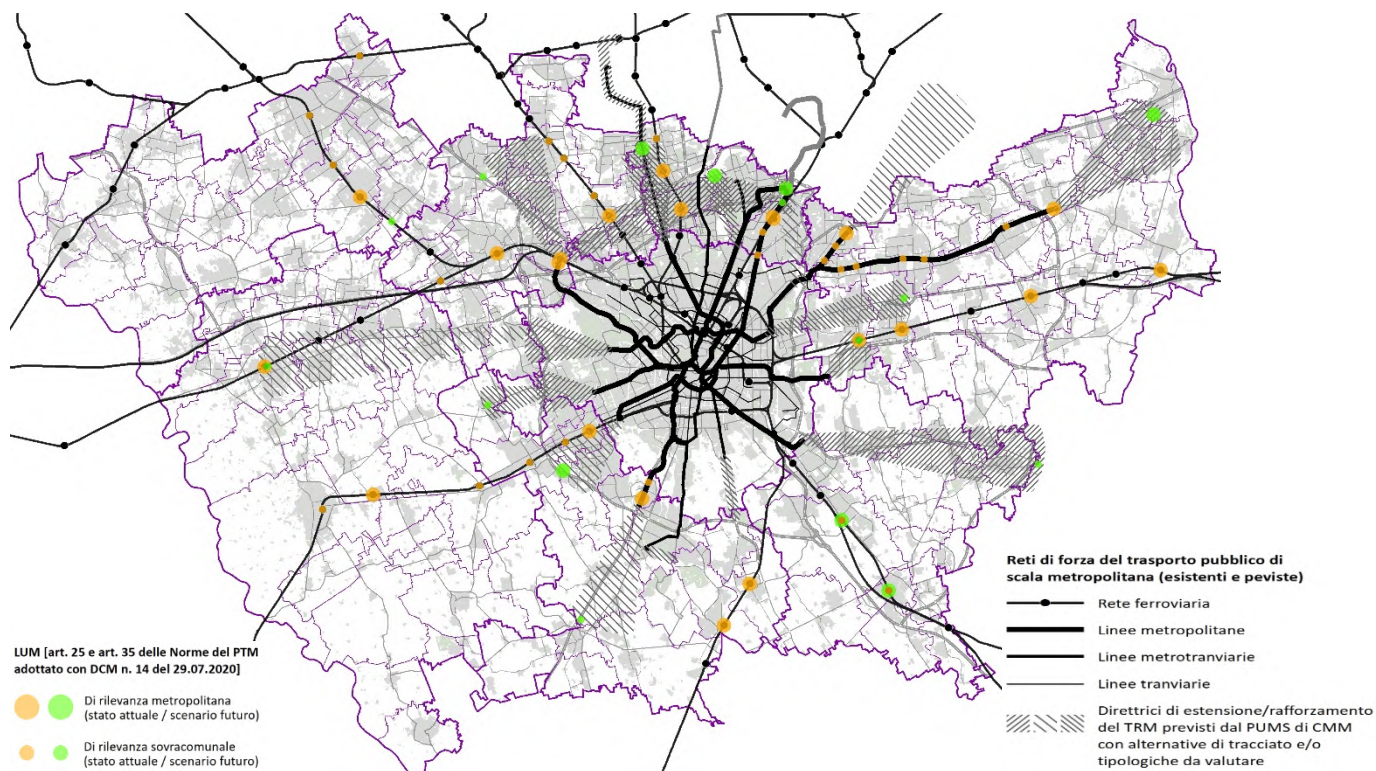 LUM [art. 25 e art. 35 delle Norme del PTM
adottato con DCM n. 14 del 29.07.2020]
Di rilevanza metropolitana
(stato attuale / scenario futuro)
Di rilevanza sovracomunale
(stato attuale / scenario futuro)
Reti di forza del trasporto pubblico di
scala metropolitana (esistenti e peviste)
Rete ferroviaria
Linee metropolitane
Linee metrotranviarie
Linee tranviarie
Direttrici di estensione/rafforzamento
del TRM previsti dal PUMS di CMM
con alternative di tracciato e/o
tipologiche da valutare